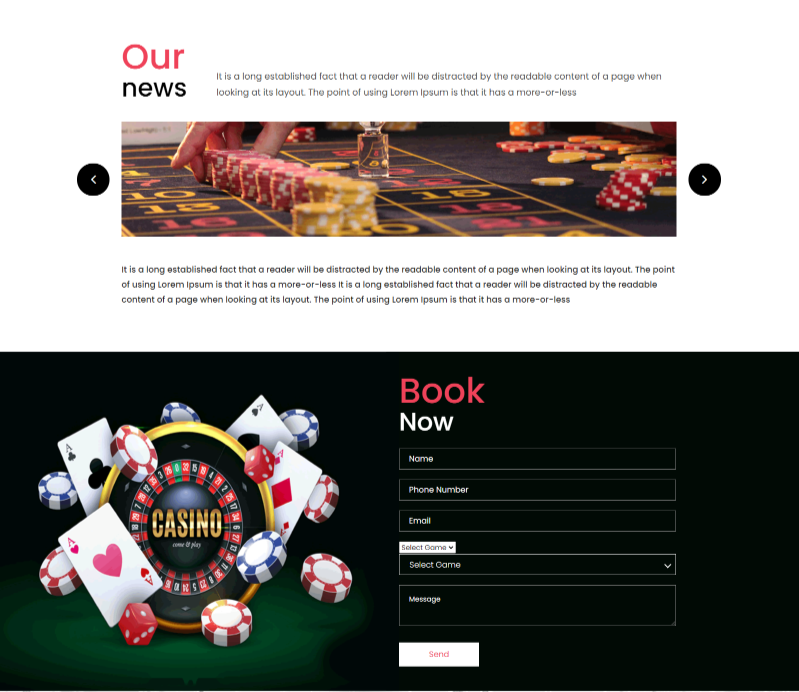 Our
news
It is a long established fact that a reader will be distracted by the readable content of a page when
looking at its layout. The point of using Lorem Ipsum is that it has a more-or-less
It is a long established fact that a reader will be distracted by the readable content of a page when looking at its layout. The point
of using Lorem Ipsum is that it has a more-or-less It is a long established fact that a reader will be distracted by the readable
content of a page when looking at its layout. The point of using Lorem Ipsum is that it has a more-or-less
CASINO
come & play
Book
Now
Name
Phone Number
Email
Select Game
Select Game
Message
Send